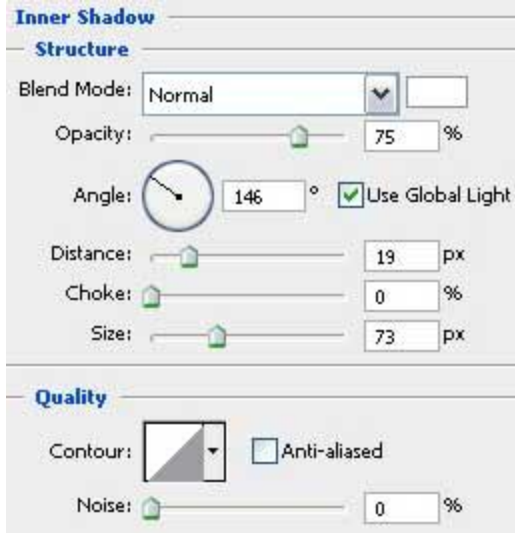 Inner Shadow
Structure
Blend Mode: Normal
Opacity: 75 %
Angle: 146 ° Use Global Light
Distance: 19 px
Choke: 0 %
Size: 73 px
Quality
Contour: Anti-aliased
Noise: 0 %